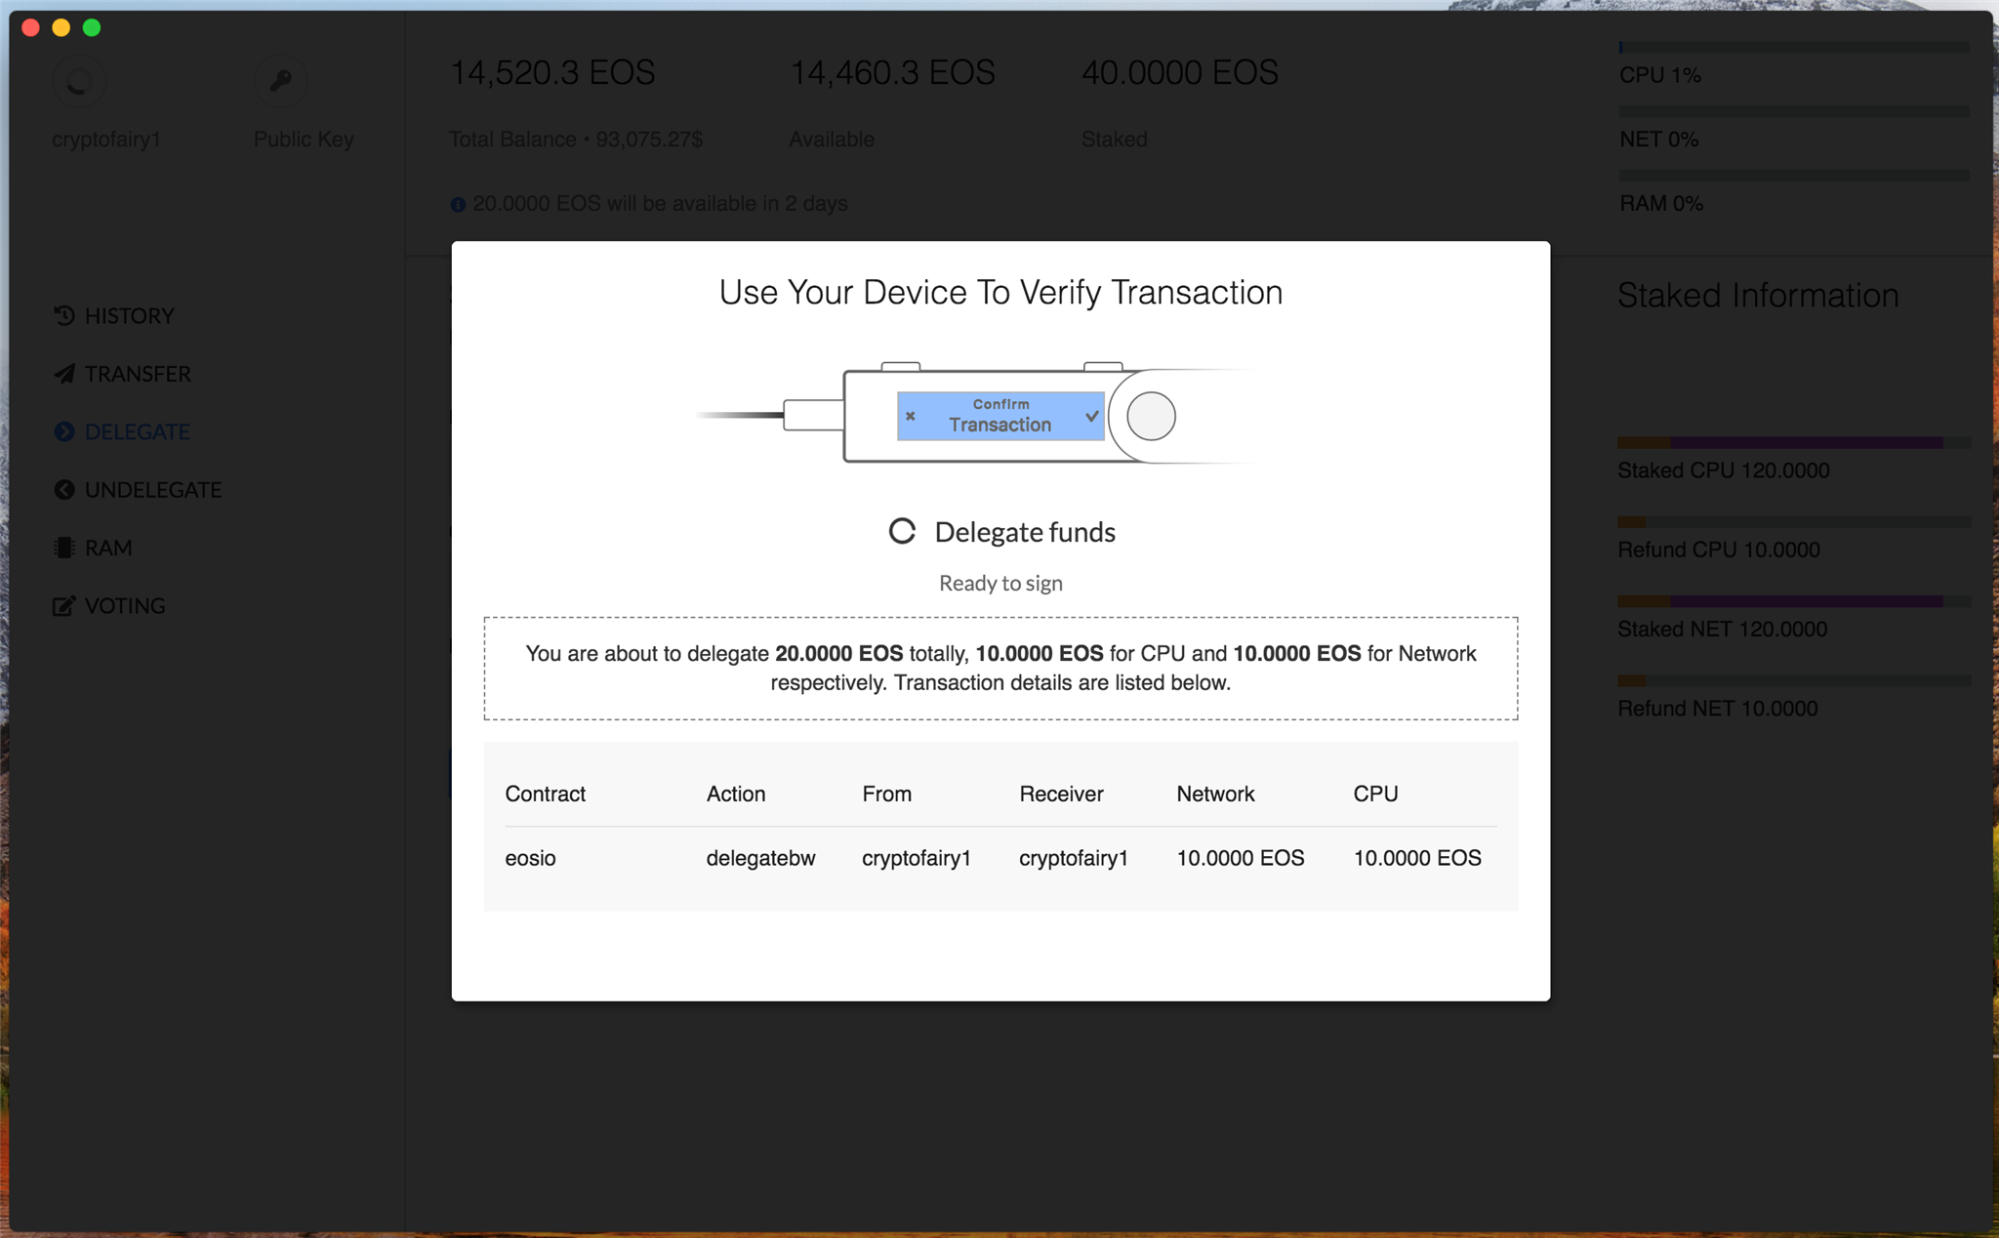 14,520.3 EOS
14,460.3 EOS
40.0000 EOS
CPU 1%
cryptofairy1
Public Key
Total Balance • 93,075.27$
Available
Staked
NET 0%
20.0000 EOS will be available in 2 days
RAM 0%
HISTORY
TRANSFER
DELEGATE
UNDELEGATE
RAM
VOTING
Use Your Device To Verify Transaction
Confirm
Transaction
Delegate funds
Ready to sign
You are about to delegate 20.0000 EOS totally, 10.0000 EOS for CPU and 10.0000 EOS for Network
respectively. Transaction details are listed below.
Contract Action From Receiver Network CPU
eosio delegatebw cryptofairy1 cryptofairy1 10.0000 EOS 10.0000 EOS
Staked Information
Staked CPU 120.0000
Refund CPU 10.0000
Staked NET 120.0000
Refund NET 10.0000